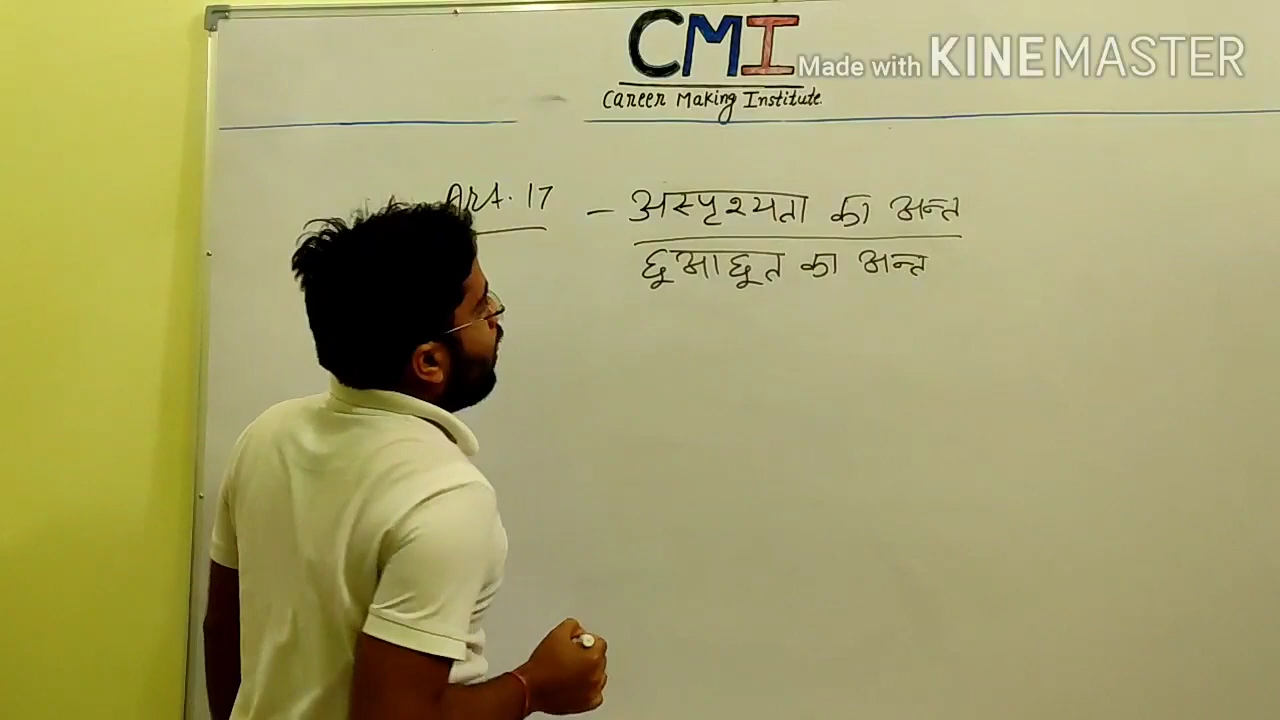 CMI
Made with KINEMASTER
Career Making Institute
Art. 17 - अस्पृश्यता का अन्त
छूआछूत का अन्त